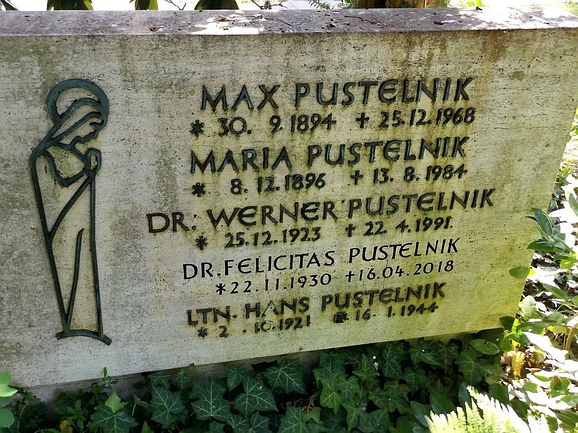 MAX PUSTELNIK
* 30. 9. 1894 + 25.12.1968
MARIA PUSTELNIK
* 8.12.1896 + 13.8.1984
DR. WERNER PUSTELNIK
* 25.12.1923 + 22.4.1991
DR. FELICITAS PUSTELNIK
*22.11.1930 +16.04.2018
LTN. HANS PUSTELNIK
* 2.10.1921 ✠ 16.1.1944